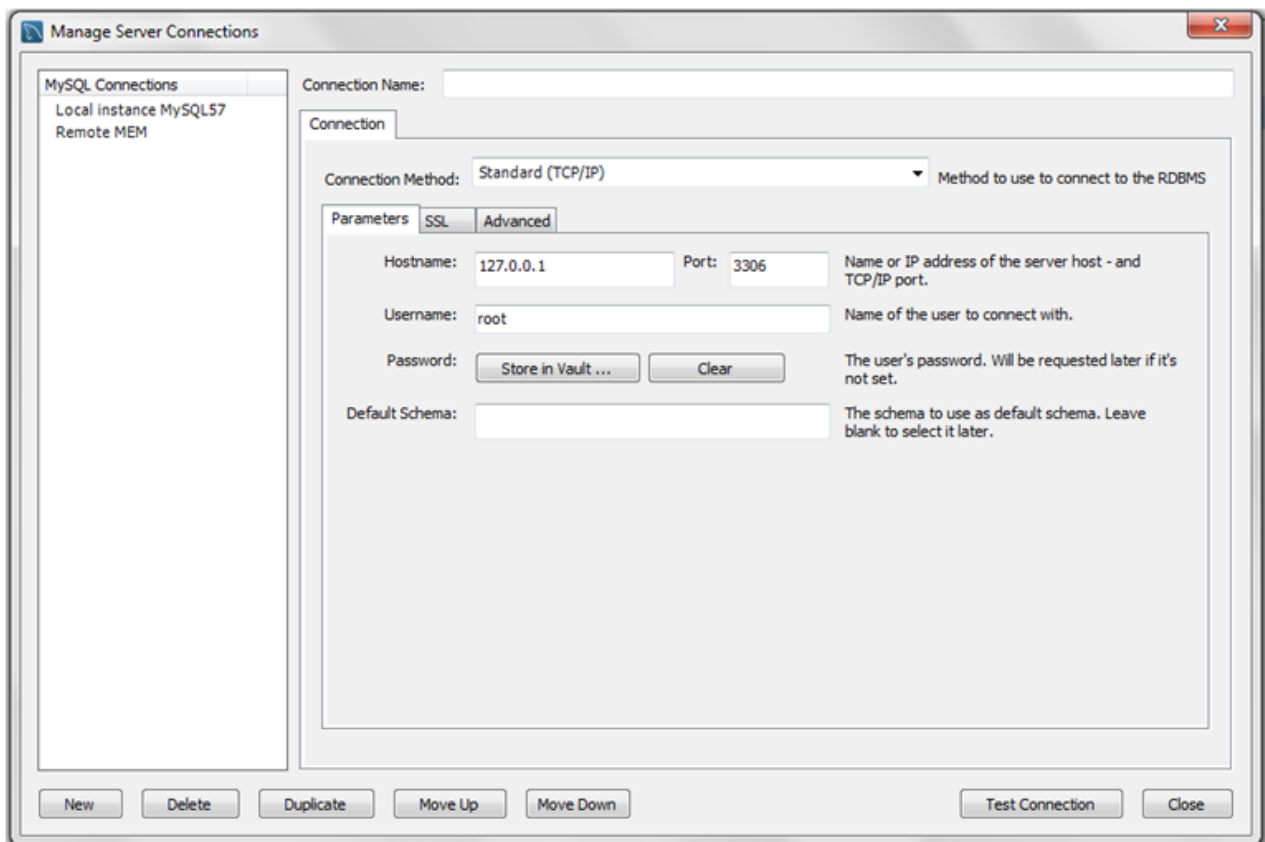 Manage Server Connections
MySQL Connections
Local instance MySQL57
Remote MEM
Connection Name:
Connection
Connection Method: Standard (TCP/IP) Method to use to connect to the RDBMS
Parameters SSL Advanced
Hostname: 127.0.0.1 Port: 3306 Name or IP address of the server host - and
TCP/IP port.
Username: root Name of the user to connect with.
Password: Store in Vault ... Clear The user's password. Will be requested later if it's
not set.
Default Schema: The schema to use as default schema. Leave
blank to select it later.
New Delete Duplicate Move Up Move Down Test Connection Close